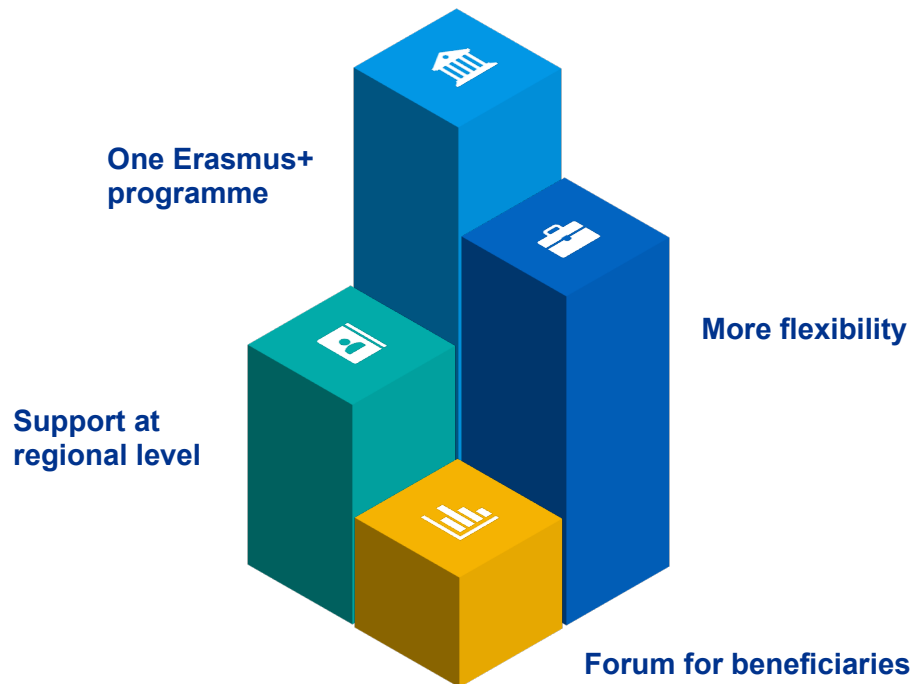 One Erasmus+
programme
More flexibility
Support at
regional level
Forum for beneficiaries